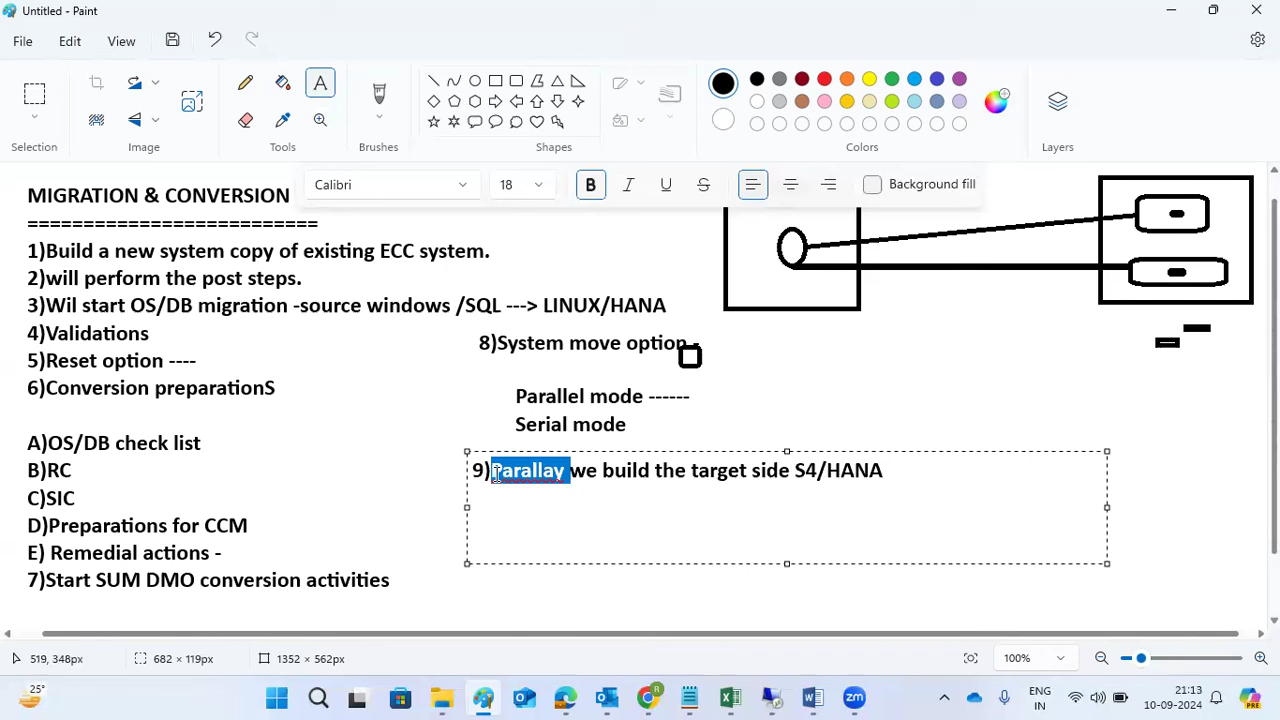 Untitled - Paint
File Edit View
Selection Image Tools Brushes Shapes Colors Layers
Calibri 18 B Background fill
MIGRATION & CONVERSION
==========================
1)Build a new system copy of existing ECC system.
2)will perform the post steps.
3)Wil start OS/DB migration -source windows /SQL ---> LINUX/HANA
4)Validations
5)Reset option ----
6)Conversion preparationS
A)OS/DB check list
B)RC
C)SIC
D)Preparations for CCM
E) Remedial actions -
7)Start SUM DMO conversion activities
8)System move option -
Parallel mode ------
Serial mode
9)Parallay we build the target side S4/HANA
519, 348px 682 × 119px 1352 × 562px 100%
25° ENG IN 21:13 10-09-2024